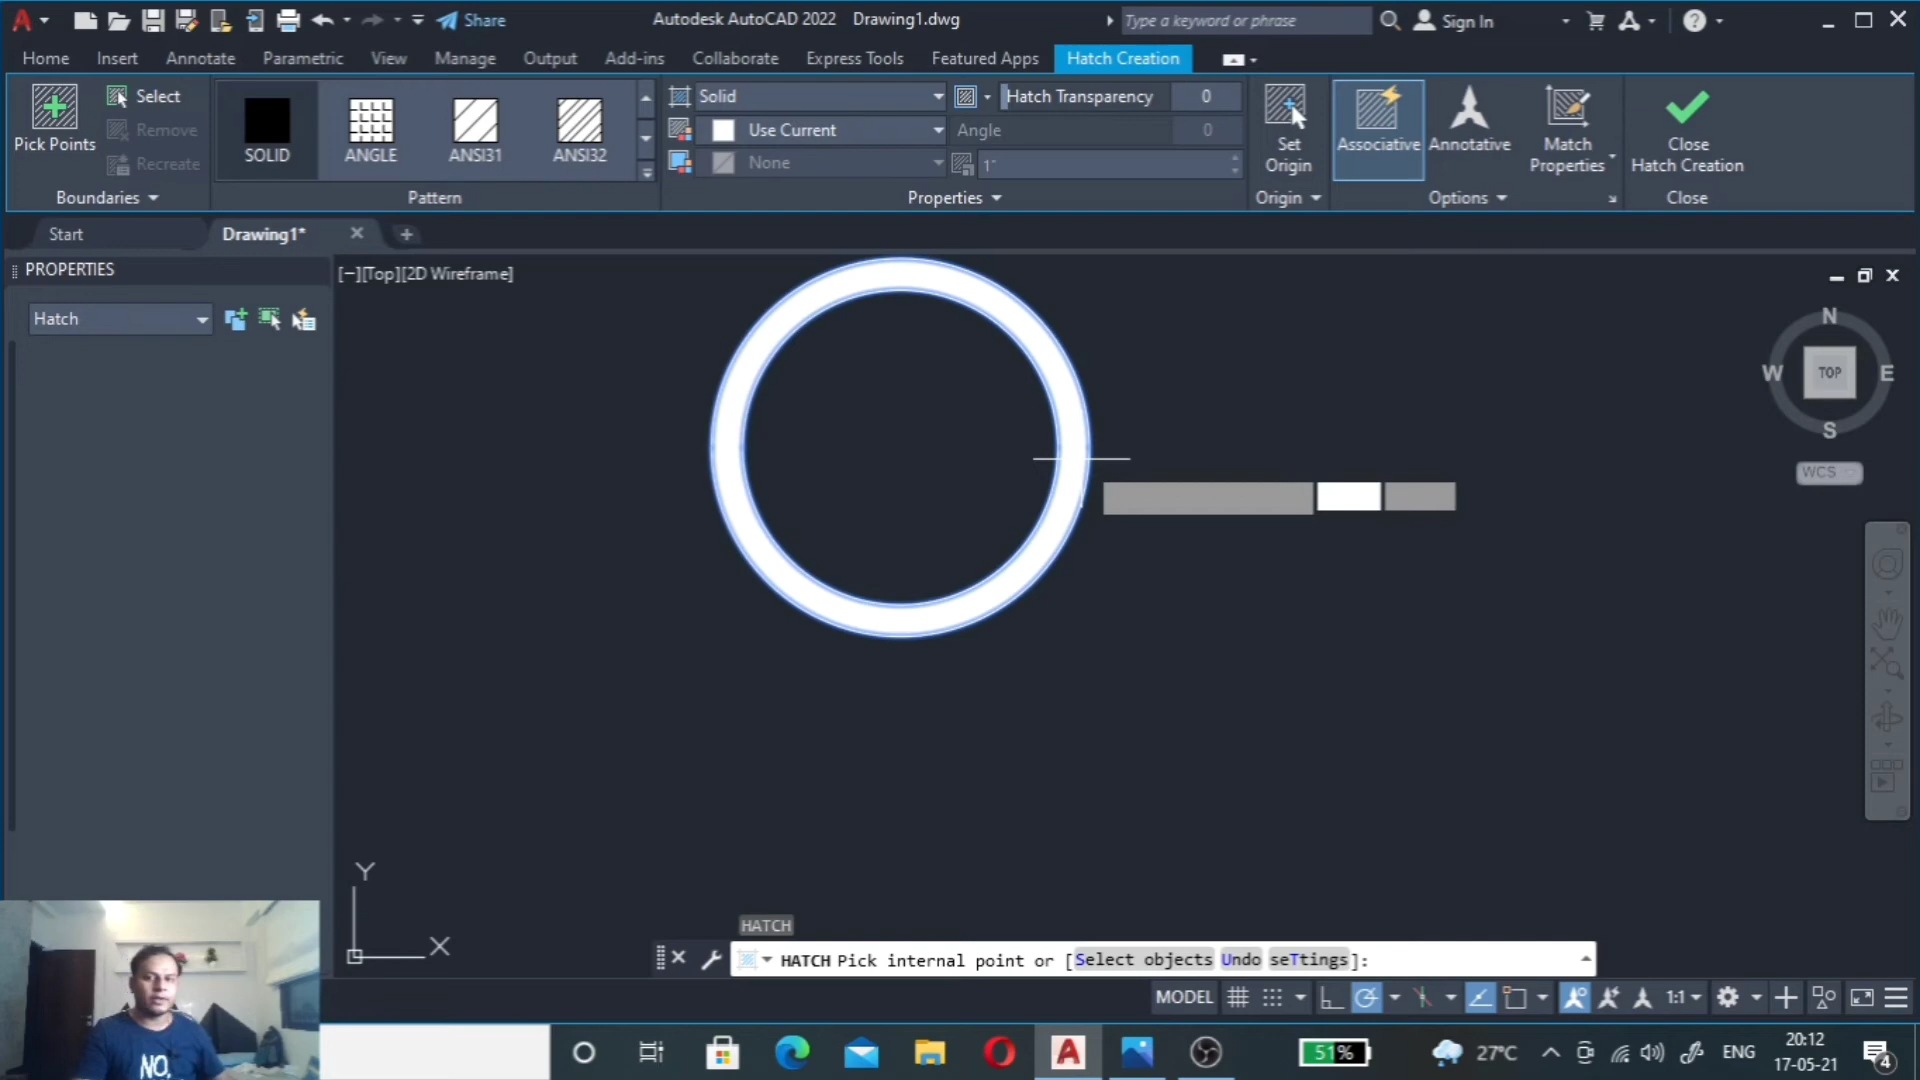 Share
Autodesk AutoCAD 2022 Drawing1.dwg
Type a keyword or phrase
Sign In
Home Insert Annotate Parametric View Manage Output Add-ins Collaborate Express Tools Featured Apps Hatch Creation
Pick Points
Select
Remove
Recreate
Boundaries
SOLID
ANGLE
ANSI31
ANSI32
Pattern
Solid
Use Current
None
Hatch Transparency 0
Angle 0
1"
Properties
Set
Origin
Origin
Associative
Annotative
Match
Properties
Options
Close
Hatch Creation
Close
Start
Drawing1*
PROPERTIES
Hatch
[−][Top][2D Wireframe]
N
W
TOP
E
S
WCS
Y
X
HATCH
HATCH Pick internal point or [Select objects Undo seTtings]:
MODEL
1:1
NO,
51%
27°C
ENG
20:12
17-05-21
4